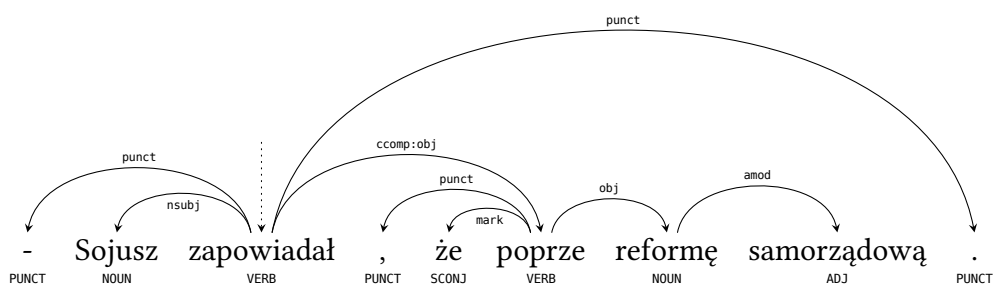 punct
punct
ccomp:obj
punct
nsubj
mark
obj
amod
- Sojusz zapowiadał , że poprze reformę samorządową .
PUNCT NOUN VERB PUNCT SCONJ VERB NOUN ADJ PUNCT